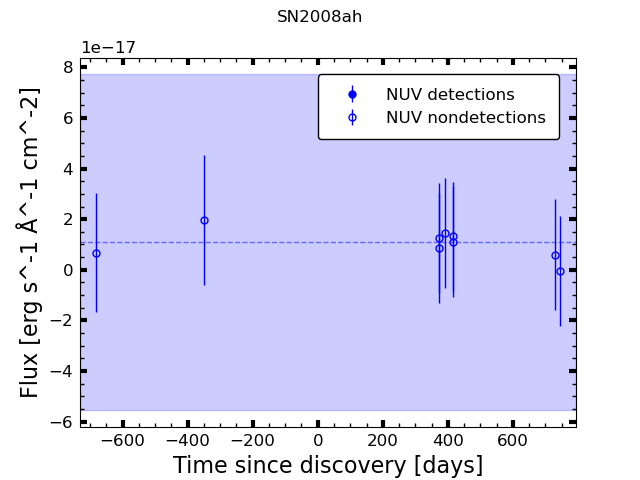 SN2008ah
1e−17
8
6
4
2
0
−2
−4
−6
Flux [erg s^-1 Å^-1 cm^-2]
NUV detections
NUV nondetections
−600 −400 −200 0 200 400 600
Time since discovery [days]